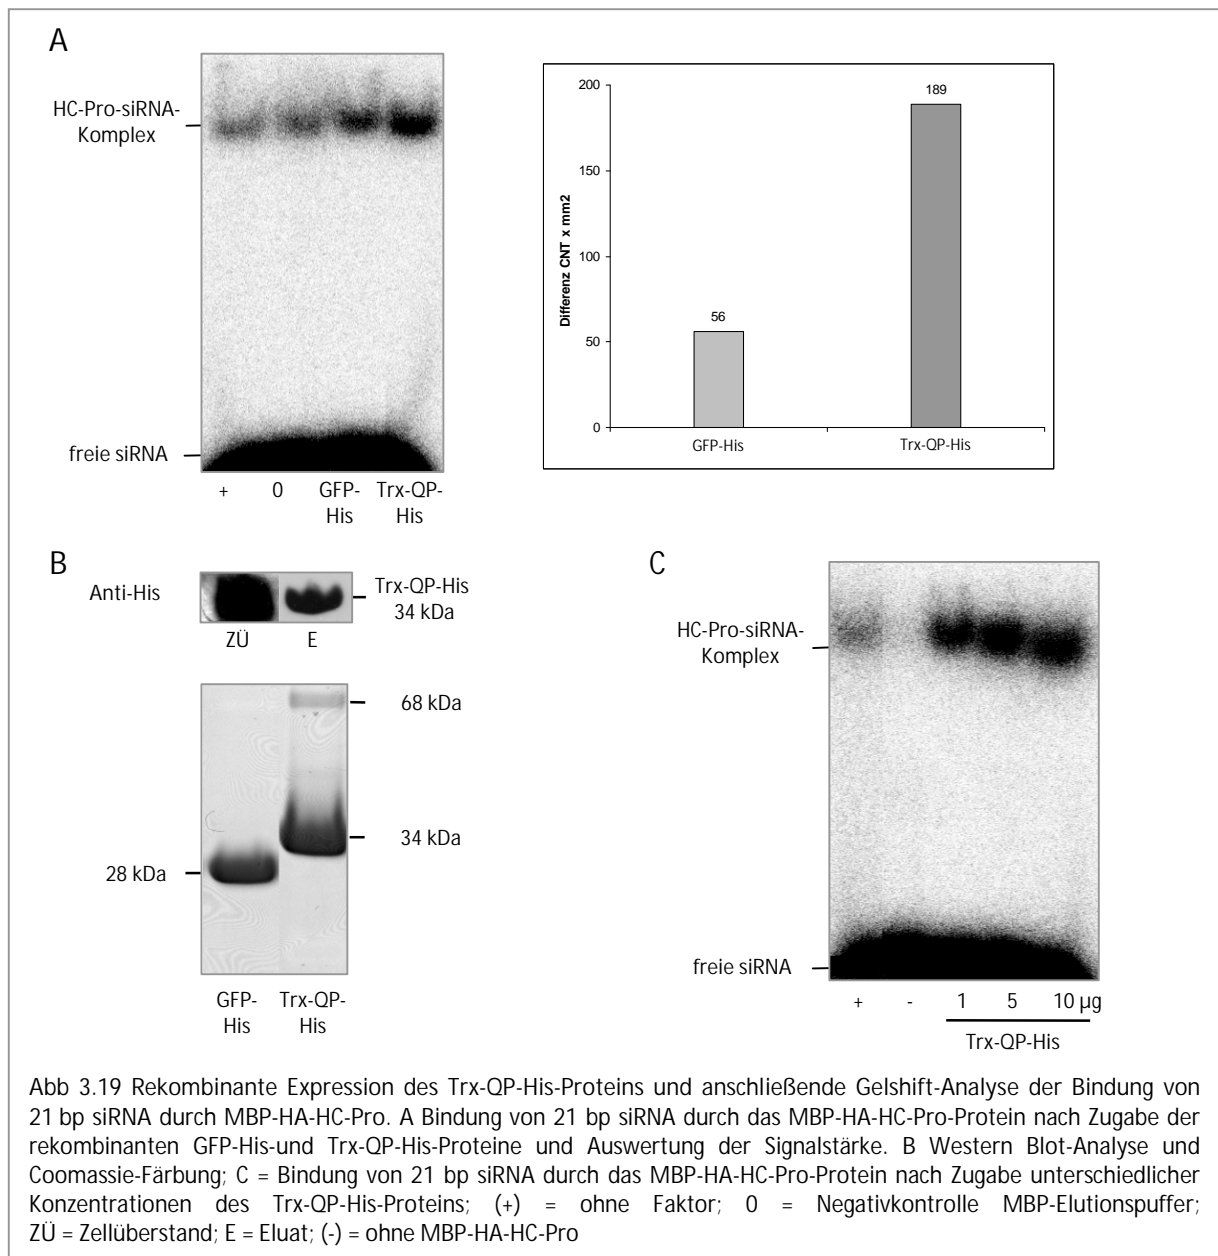 A
HC-Pro-siRNA-
Komplex
freie siRNA
+ 0 GFP- Trx-QP-
His His
200
150
100
50
0
Differenz CNT x mm2
56
189
GFP-His Trx-QP-His
B
Anti-His
Trx-QP-His
34 kDa
ZÜ E
68 kDa
34 kDa
28 kDa
GFP- Trx-QP-
His His
C
HC-Pro-siRNA-
Komplex
freie siRNA
+ - 1 5 10 µg
Trx-QP-His
Abb 3.19 Rekombinante Expression des Trx-QP-His-Proteins und anschließende Gelshift-Analyse der Bindung von
21 bp siRNA durch MBP-HA-HC-Pro. A Bindung von 21 bp siRNA durch das MBP-HA-HC-Pro-Protein nach Zugabe der
rekombinanten GFP-His-und Trx-QP-His-Proteine und Auswertung der Signalstärke. B Western Blot-Analyse und
Coomassie-Färbung; C = Bindung von 21 bp siRNA durch das MBP-HA-HC-Pro-Protein nach Zugabe unterschiedlicher
Konzentrationen des Trx-QP-His-Proteins; (+) = ohne Faktor; 0 = Negativkontrolle MBP-Elutionspuffer;
ZÜ = Zellüberstand; E = Eluat; (-) = ohne MBP-HA-HC-Pro